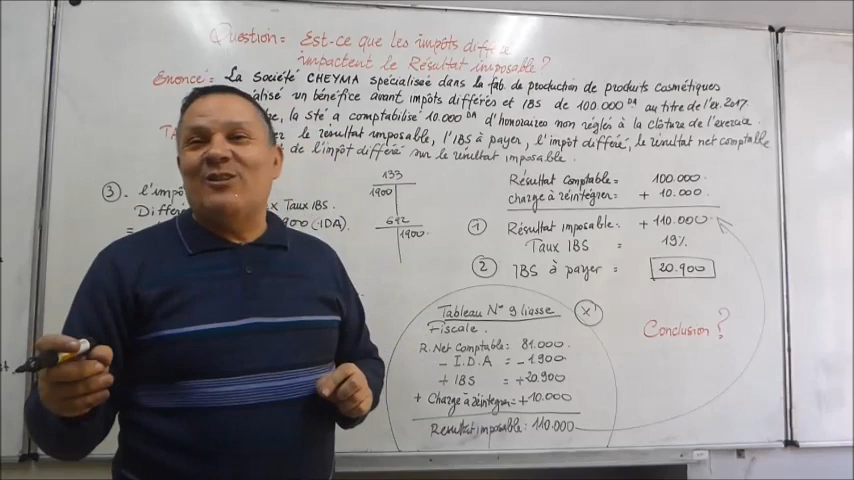 Question = Est-ce que les impôts différé
impactent le Résultat imposable ?
Enoncé = La société CHEYMA spécialisée dans la fab. de production de produits cosmétiques
réalisé un bénéfice avant impôts différés et IBS de 100.000 DA au titre de l'ex. 2017
la sté a comptabilisé 10.000 DA d'honoraires non réglés à la clôture de l'exercice.
le résultat imposable, l'IBS à payer, l'impôt différé, le résultat net comptable
de l'impôt différé sur le résultat imposable.
③. l'impô
Diffé x Taux IBS.
= 900 (IDA).
133
1900
692
1900.
Résultat Comptable = 100.000.
charge à réintégrer = + 10.000.
① Résultat imposable: + 110.000.
Taux IBS = 19%
② IBS à payer = 20.900
Tableau N° 9 liasse
Fiscale.
X'
R. Net Comptable: 81.000.
- I.D.A = - 1.900
+ IBS = +20.900
+ Charge à réintégrer= +10.000
Resultat imposable: 110.000
Conclusion ?